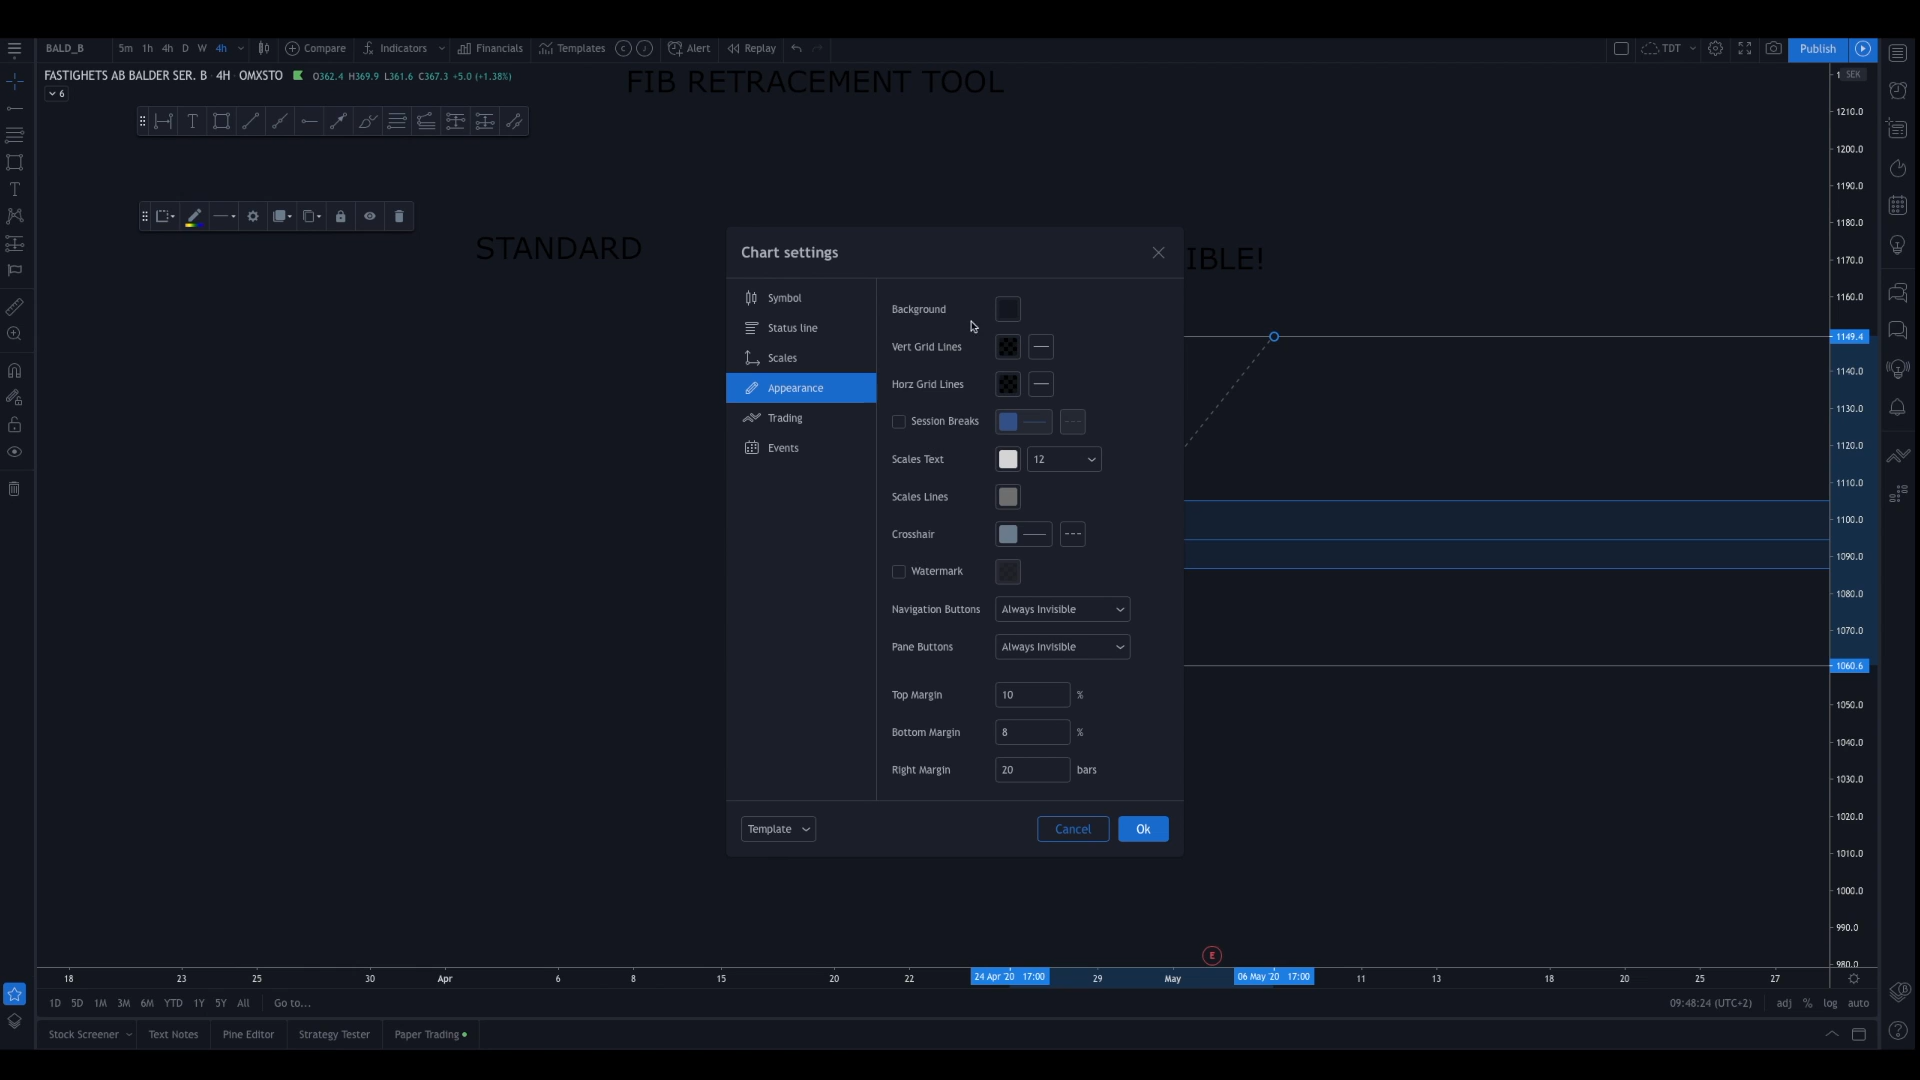 BALD_B 5m 1h 4h D W 4h Compare Indicators Financials Templates C J Alert Replay TDT Publish
FASTIGHETS AB BALDER SER. B 4H OMXSTO O362.4 H369.9 L361.6 C367.3 +5.0 (+1.38%)
6
FIB RETRACEMENT TOOL
SEK
1210.0
1200.0
1190.0
1180.0
1170.0
1160.0
1149.4
1140.0
1130.0
1120.0
1110.0
1100.0
1090.0
1080.0
1070.0
1060.6
1050.0
1040.0
1030.0
1020.0
1010.0
1000.0
990.0
980.0
STANDARD
IBLE!
Chart settings
Symbol
Status line
Scales
Appearance
Trading
Events
Background
Vert Grid Lines
Horz Grid Lines
Session Breaks
Scales Text 12
Scales Lines
Crosshair
Watermark
Navigation Buttons Always Invisible
Pane Buttons Always Invisible
Top Margin 10 %
Bottom Margin 8 %
Right Margin 20 bars
Template Cancel Ok
E
18 23 25 30 Apr 6 8 15 20 22 24 Apr '20 17:00 29 May 06 May '20 17:00 11 13 18 20 25 27
1D 5D 1M 3M 6M YTD 1Y 5Y All Go to... 09:48:24 (UTC+2) adj % log auto
Stock Screener Text Notes Pine Editor Strategy Tester Paper Trading